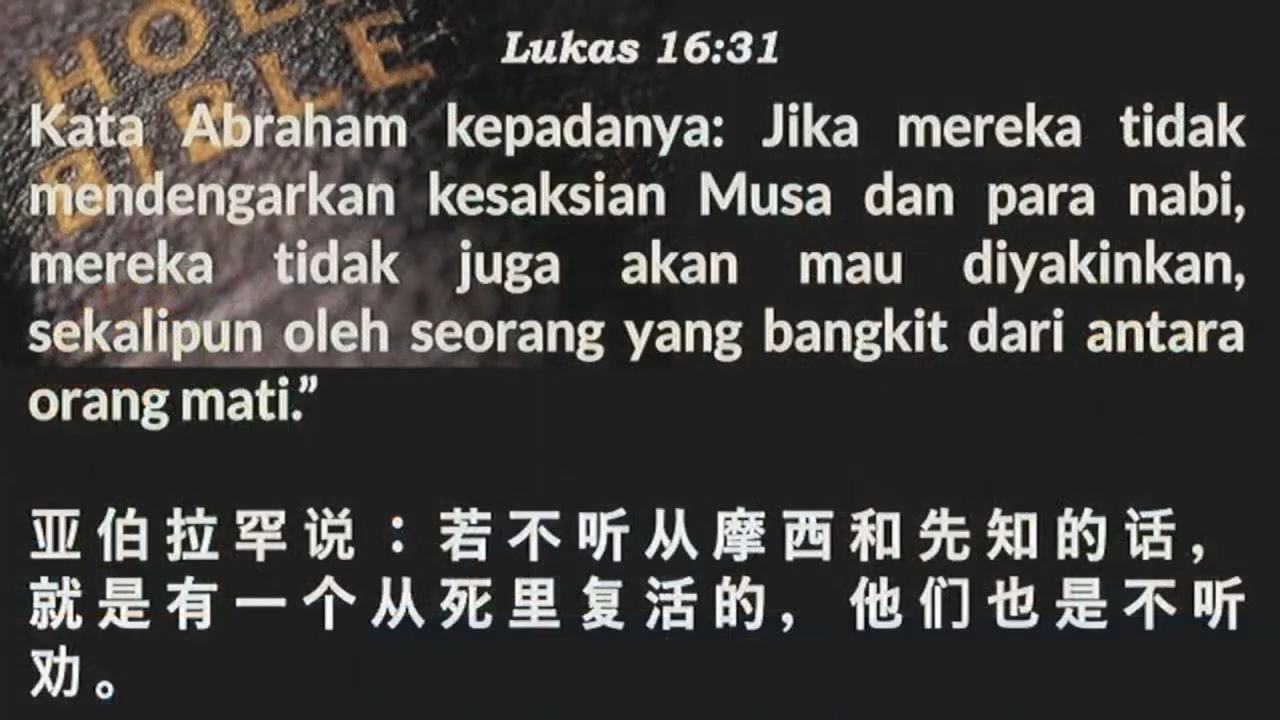 HOL
BIBLE
Lukas 16:31
Kata Abraham kepadanya: Jika mereka tidak
mendengarkan kesaksian Musa dan para nabi,
mereka tidak juga akan mau diyakinkan,
sekalipun oleh seorang yang bangkit dari antara
orang mati.”
亚伯拉罕说：若不听从摩西和先知的话，
就是有一个从死里复活的，他们也是不听
劝。